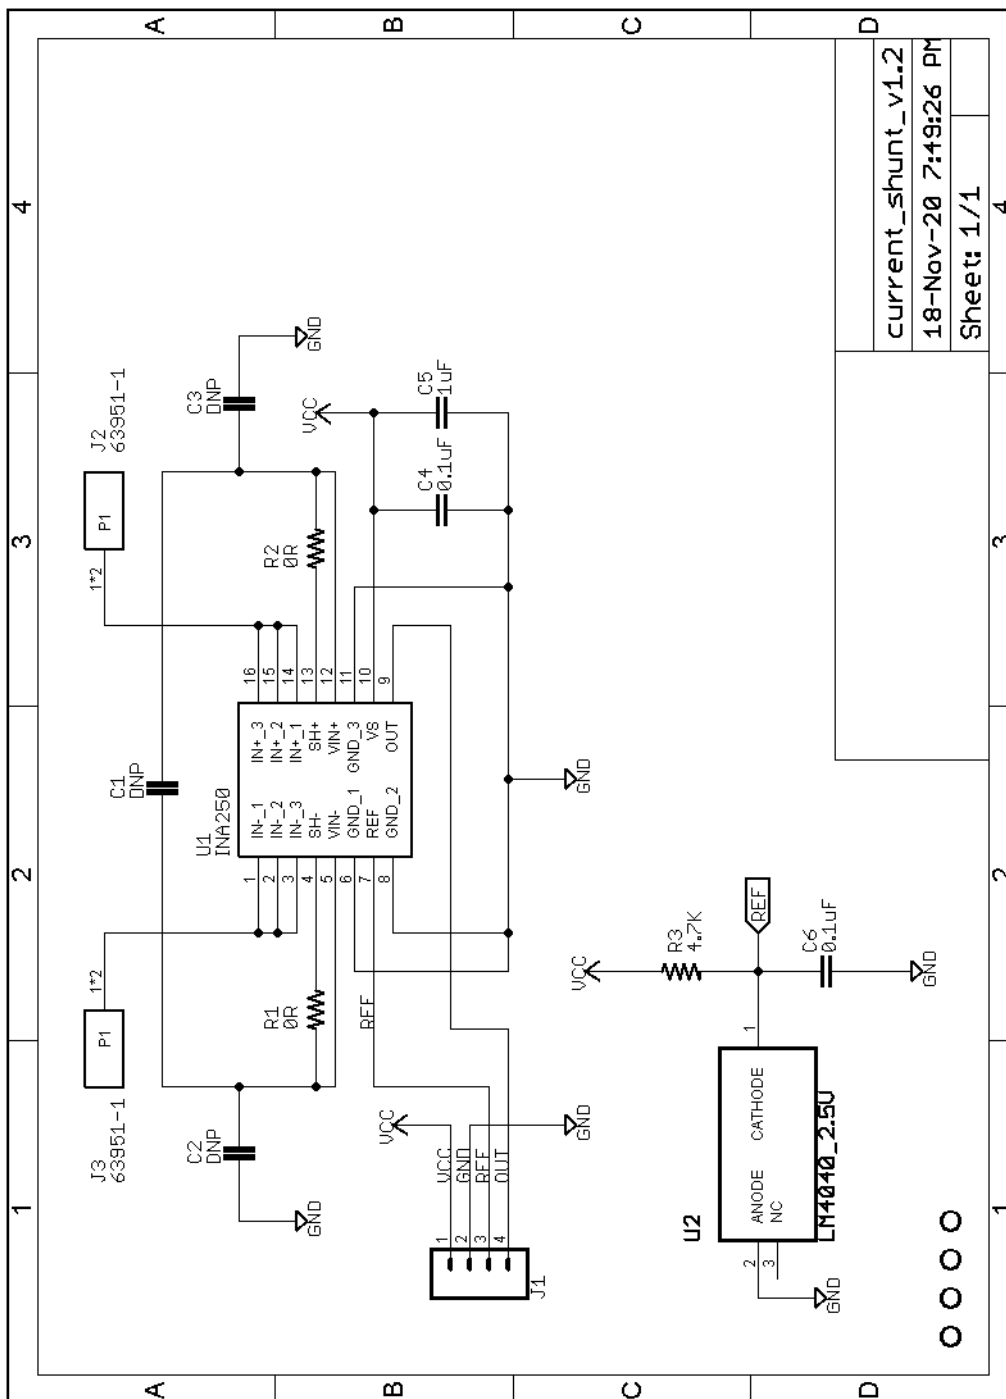 A
B
C
D
1
2
3
4
J3
63951-1
P1
1*2
C2
DNP
GND
R1
0R
C1
DNP
U1
INA250
1
2
3
4
5
6
7
8
IN-_1
IN-_2
IN-_3
SH-
VIN-
GND_1
REF
GND_2
IN+_3
IN+_2
IN+_1
SH+
VIN+
GND_3
VS
OUT
16
15
14
13
12
11
10
9
J2
63951-1
P1
1*2
C3
DNP
GND
R2
0R
VCC
C4
0.1uF
C5
1uF
GND
REF
VCC
GND
J1
1
2
3
4
VCC
GND
REF
OUT
U2
LM4040_2.5V
ANODE
NC
CATHODE
2
3
1
GND
VCC
R3
4.7K
REF
C6
0.1uF
GND
current_shunt_v1.2
18-Nov-20 7:49:26 PM
Sheet: 1/1
A
B
C
D
1
2
3
4